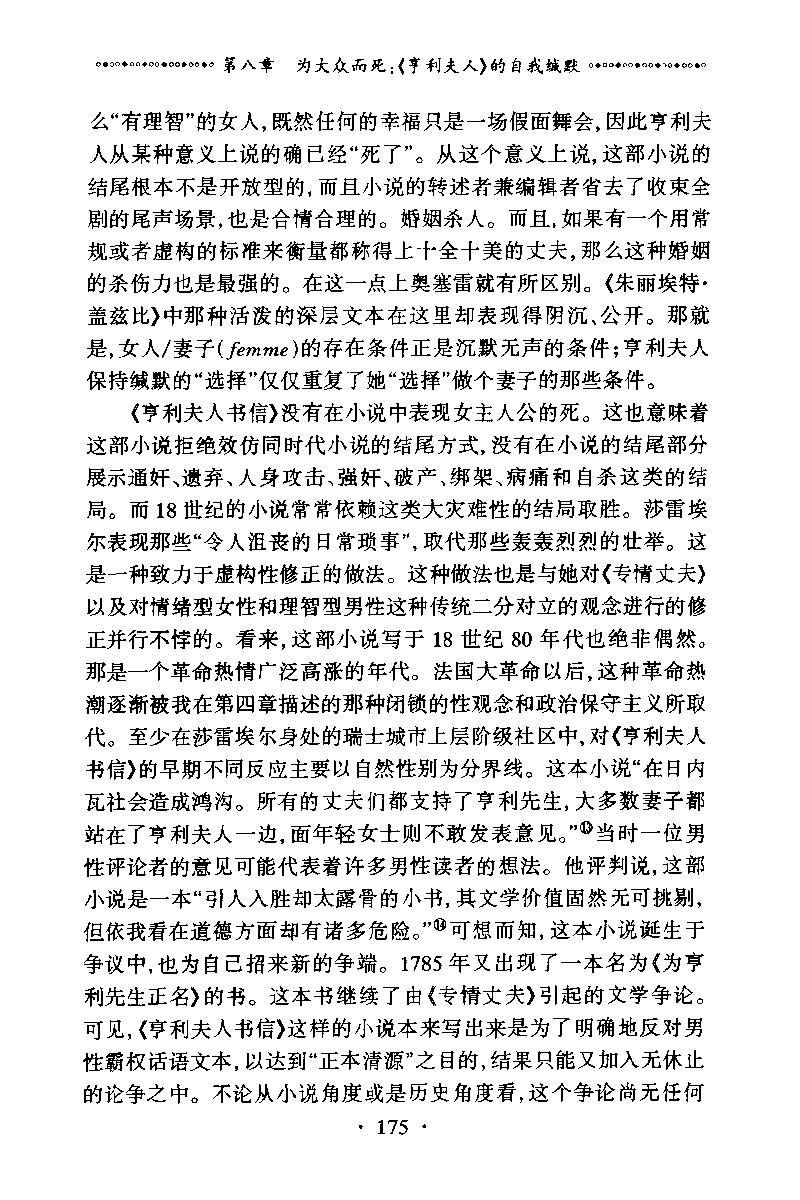 第八章 为大众而死:《亨利夫人》的自我缄默
么“有理智”的女人,既然任何的幸福只是一场假面舞会,因此亨利夫
人从某种意义上说的确已经“死了”。从这个意义上说,这部小说的
结尾根本不是开放型的,而且小说的转述者兼编辑者省去了收束全
剧的尾声场景,也是合情合理的。婚姻杀人。而且,如果有一个用常
规或者虚构的标准来衡量都称得上十全十美的丈夫,那么这种婚姻
的杀伤力也是最强的。在这一点上奥塞雷就有所区别。《朱丽埃特·
盖兹比》中那种活泼的深层文本在这里却表现得阴沉、公开。那就
是,女人/妻子(femme)的存在条件正是沉默无声的条件;亨利夫人
保持缄默的“选择”仅仅重复了她“选择”做个妻子的那些条件。
《亨利夫人书信》没有在小说中表现女主人公的死。这也意味着
这部小说拒绝效仿同时代小说的结尾方式,没有在小说的结尾部分
展示通奸、遗弃、人身攻击、强奸、破产、绑架、病痛和自杀这类的结
局。而 18 世纪的小说常常依赖这类大灾难性的结局取胜。莎雷埃
尔表现那些“令人沮丧的日常琐事”,取代那些轰轰烈烈的壮举。这
是一种致力于虚构性修正的做法。这种做法也是与她对《专情丈夫》
以及对情绪型女性和理智型男性这种传统二分对立的观念进行的修
正并行不悖的。看来,这部小说写于 18 世纪 80 年代也绝非偶然。
那是一个革命热情广泛高涨的年代。法国大革命以后,这种革命热
潮逐渐被我在第四章描述的那种闭锁的性观念和政治保守主义所取
代。至少在莎雷埃尔身处的瑞士城市上层阶级社区中,对《亨利夫人
书信》的早期不同反应主要以自然性别为分界线。这本小说“在日内
瓦社会造成鸿沟。所有的丈夫们都支持了亨利先生,大多数妻子都
站在了亨利夫人一边,面年轻女士则不敢发表意见。”⑬当时一位男
性评论者的意见可能代表着许多男性读者的想法。他评判说,这部
小说是一本“引人入胜却太露骨的小书,其文学价值固然无可挑剔,
但依我看在道德方面却有诸多危险。”⑭可想而知,这本小说诞生于
争议中,也为自己招来新的争端。1785 年又出现了一本名为《为亨
利先生正名》的书。这本书继续了由《专情丈夫》引起的文学争论。
可见,《亨利夫人书信》这样的小说本来写出来是为了明确地反对男
性霸权话语文本,以达到“正本清源”之目的,结果只能又加入无休止
的论争之中。不论从小说角度或是历史角度看,这个争论尚无任何
· 175 ·